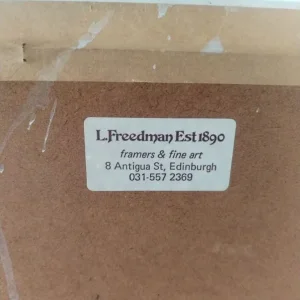 L.Freedman Est 1890
framers & fine art
8 Antigua St, Edinburgh
031-557 2369